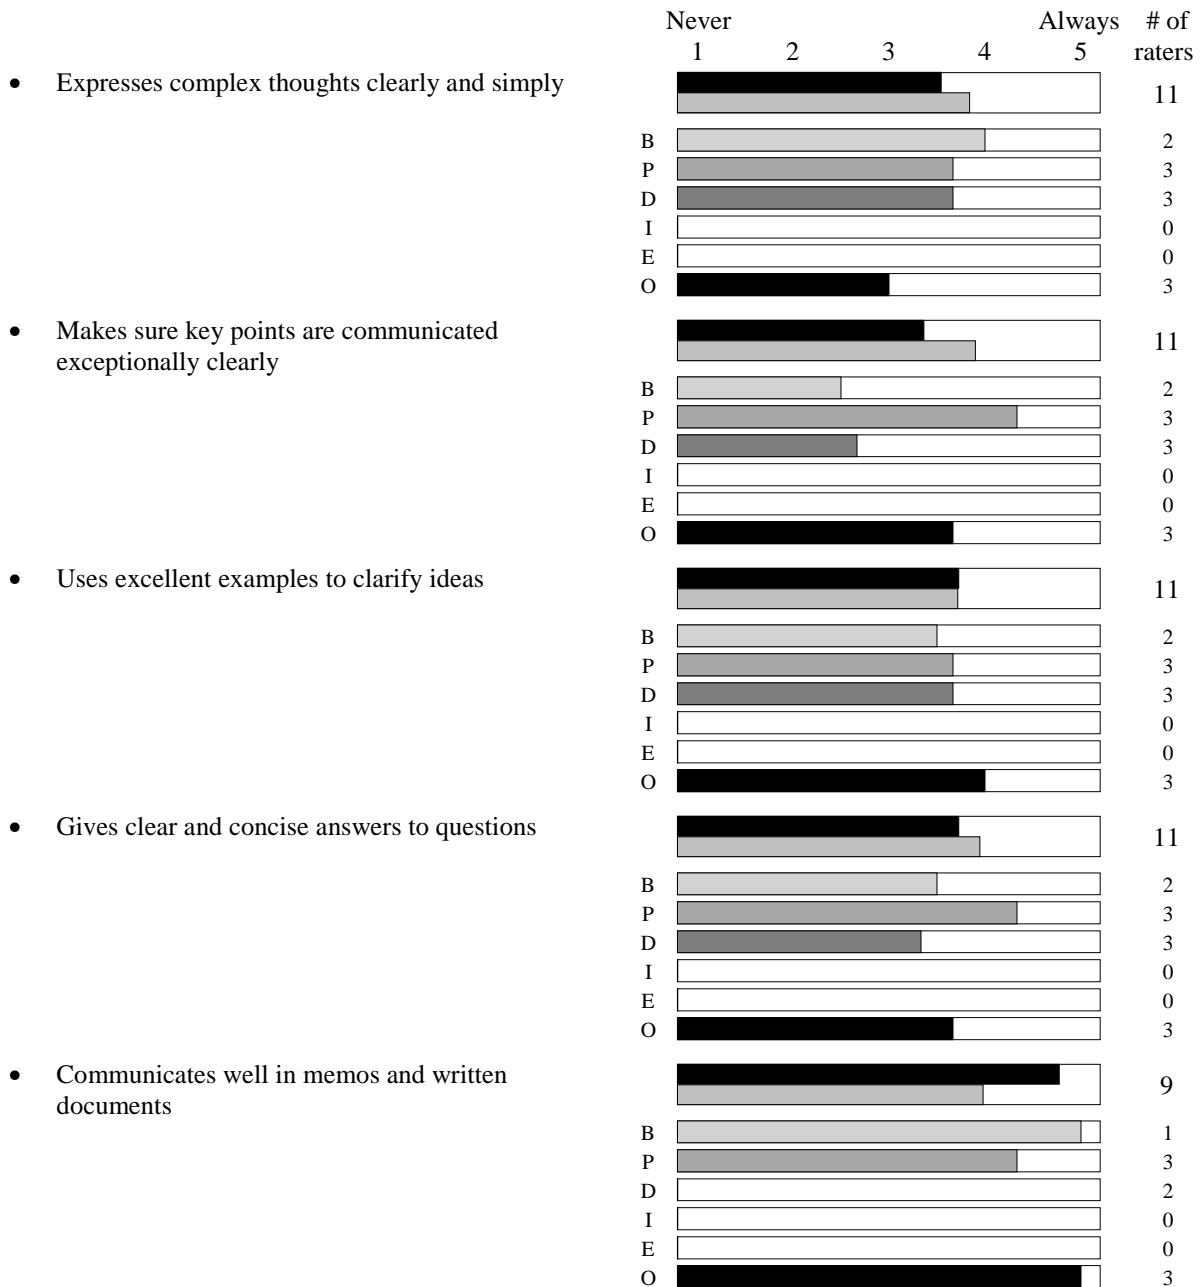 Never Always # of
1 2 3 4 5 raters
• Expresses complex thoughts clearly and simply 11
B 2
P 3
D 3
I 0
E 0
O 3
• Makes sure key points are communicated 11
exceptionally clearly
B 2
P 3
D 3
I 0
E 0
O 3
• Uses excellent examples to clarify ideas 11
B 2
P 3
D 3
I 0
E 0
O 3
• Gives clear and concise answers to questions 11
B 2
P 3
D 3
I 0
E 0
O 3
• Communicates well in memos and written 9
documents
B 1
P 3
D 2
I 0
E 0
O 3